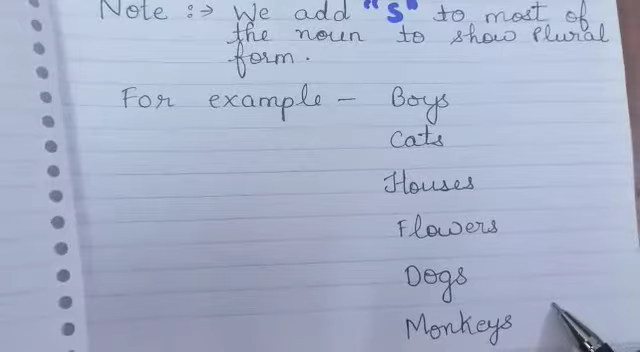 Note :→ We add "S" to most of
the noun to show Plural
form.
For example - Boys
Cats
Houses
Flowers
Dogs
Monkeys